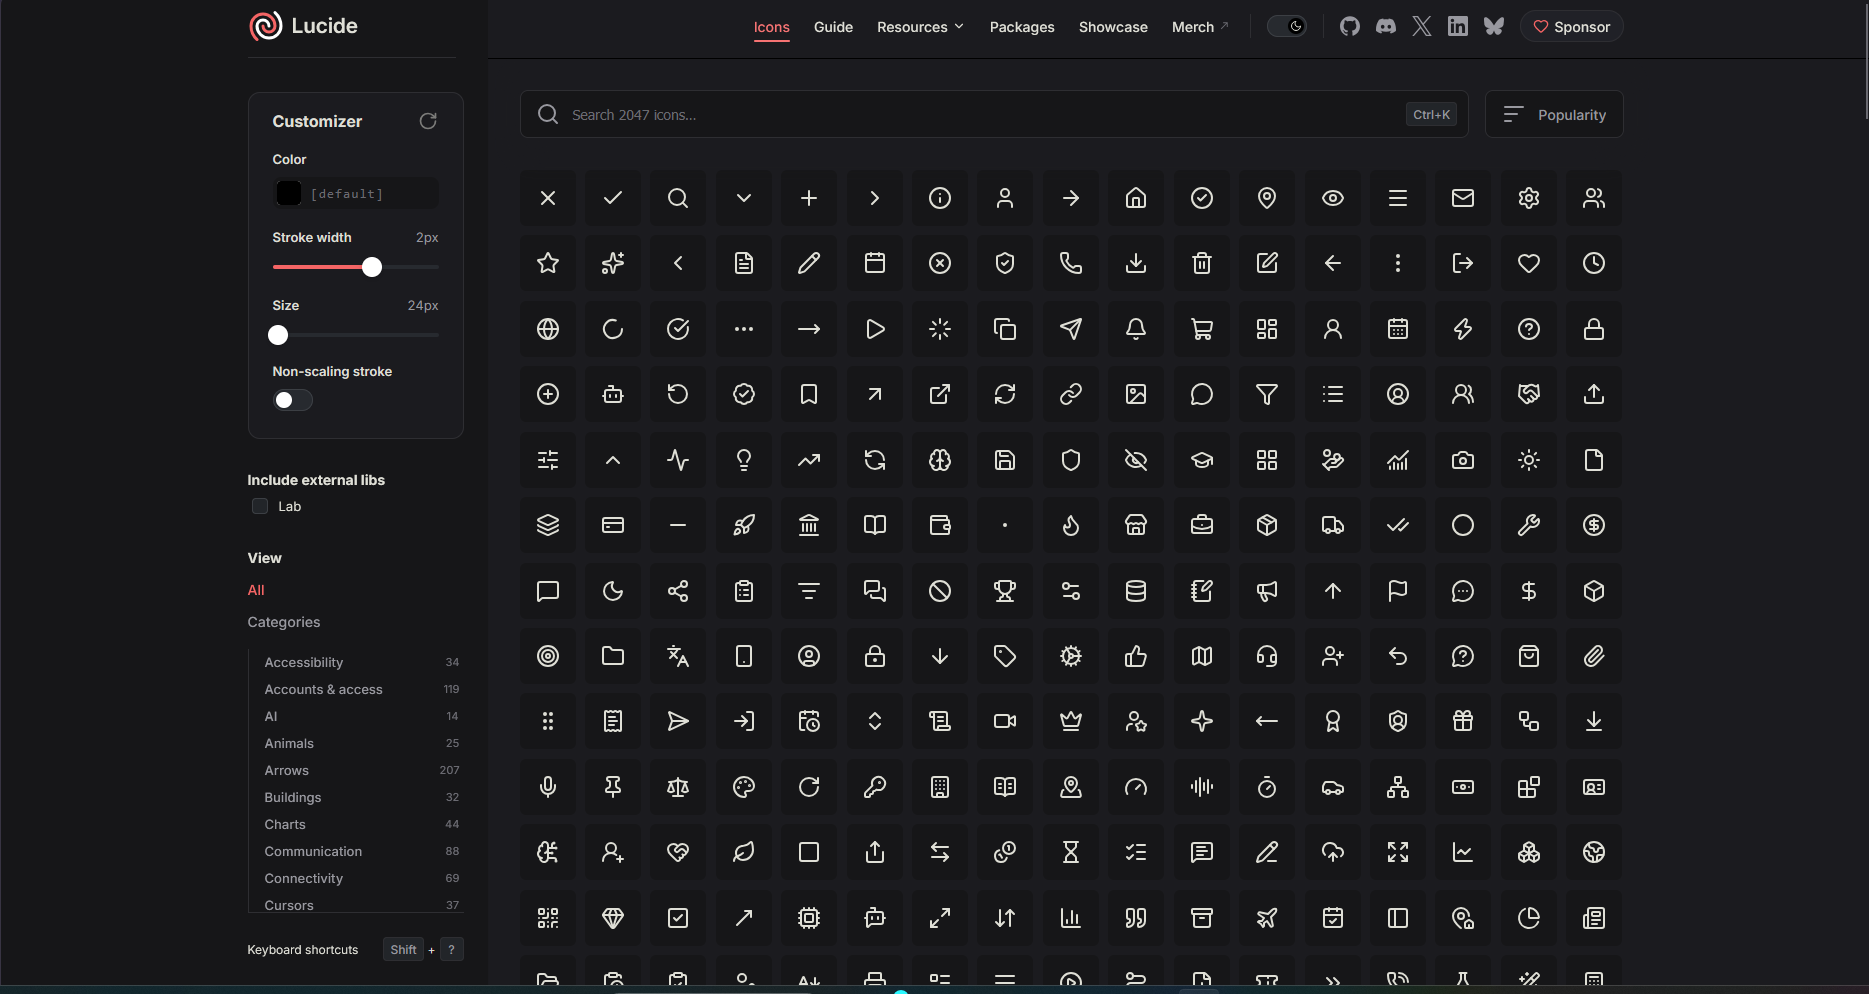 Lucide
Icons
Guide
Resources
Packages
Showcase
Merch
Sponsor
Search 2047 icons...
Ctrl+K
Popularity
Customizer
Color
[default]
Stroke width 2px
Size 24px
Non-scaling stroke
Include external libs
Lab
View
All
Categories
Accessibility 34
Accounts & access 119
AI 14
Animals 25
Arrows 207
Buildings 32
Charts 44
Communication 88
Connectivity 69
Cursors 37
Keyboard shortcuts Shift + ?